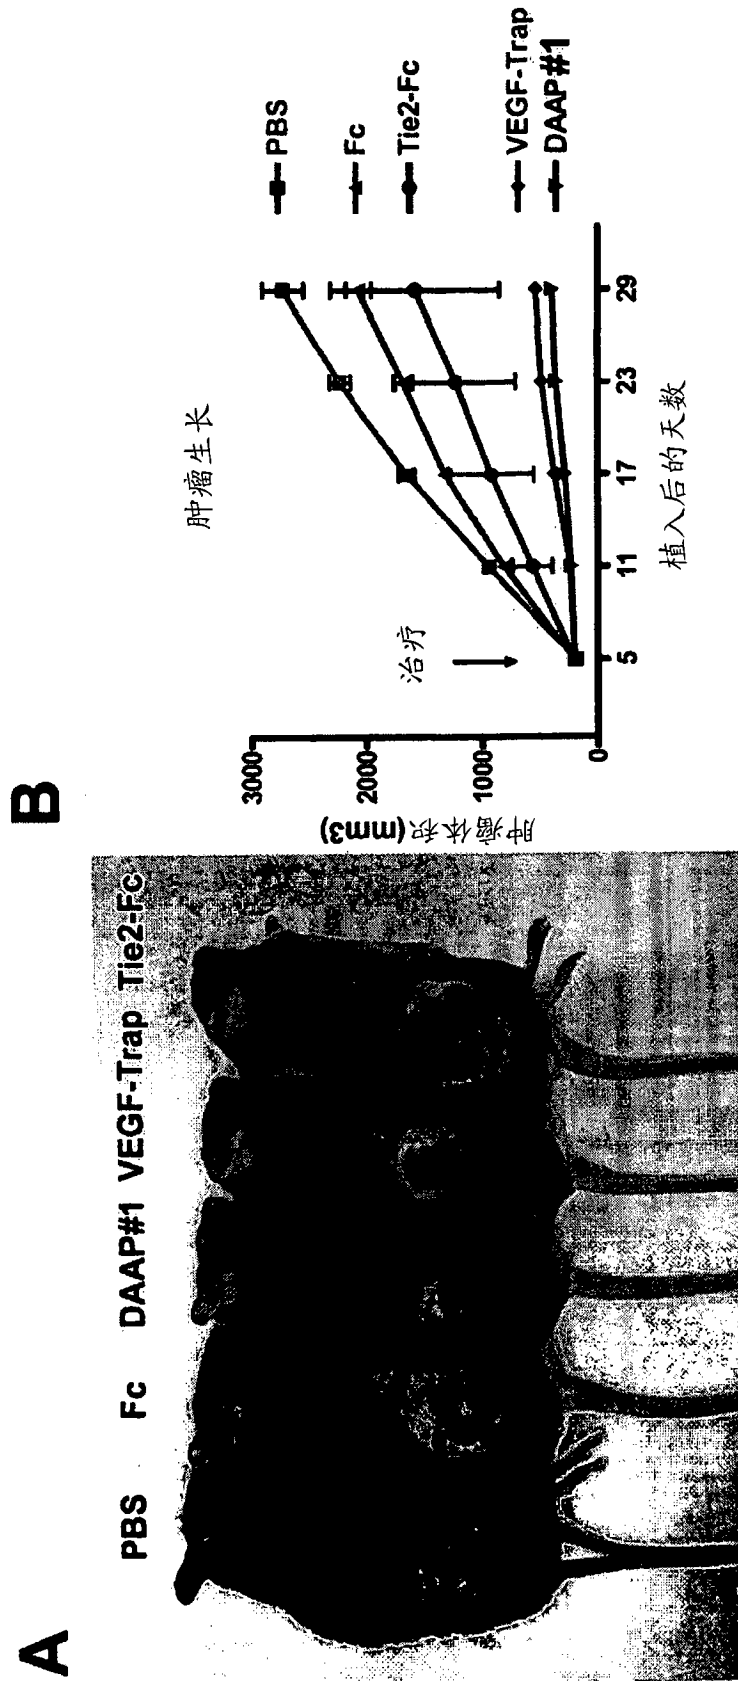 A
PBS Fc DAAP#1 VEGF-Trap Tie2-Fc
B
肿瘤生长
治疗
肿瘤体积(mm3)
3000
2000
1000
0
5 11 17 23 29
植入后的天数
PBS
Fc
Tie2-Fc
VEGF-Trap
DAAP#1